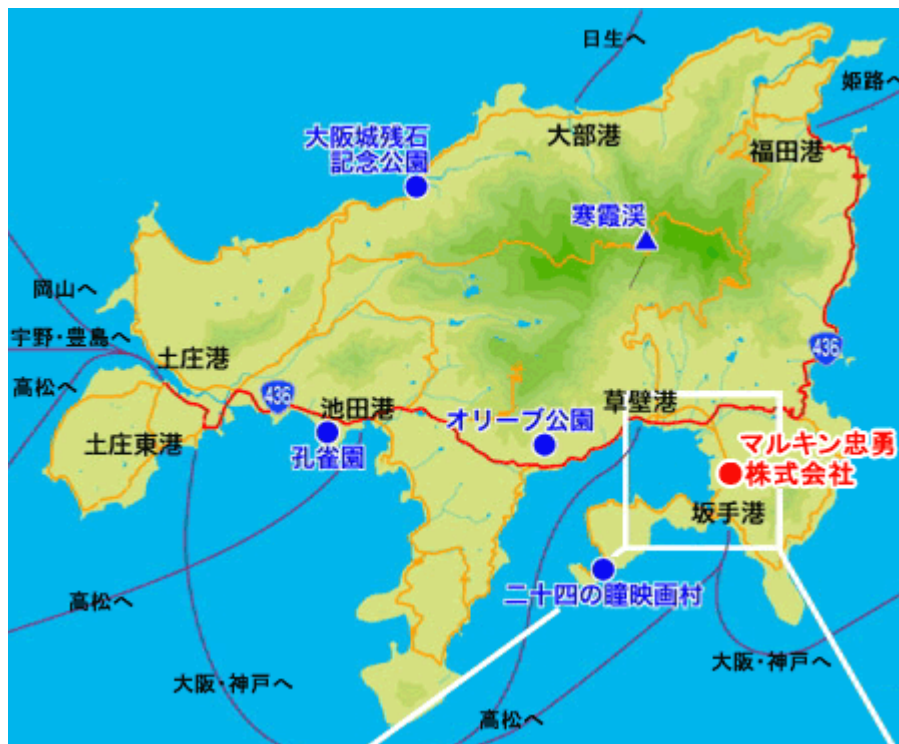 日生へ
姫路へ
大阪城残石
記念公園
大部港
福田港
寒霞渓
岡山へ
宇野・豊島へ
土庄港
高松へ
436
436
池田港
草壁港
オリーブ公園
土庄東港
孔雀園
マルキン忠勇
株式会社
坂手港
二十四の瞳映画村
高松へ
大阪・神戸へ
大阪・神戸へ
高松へ